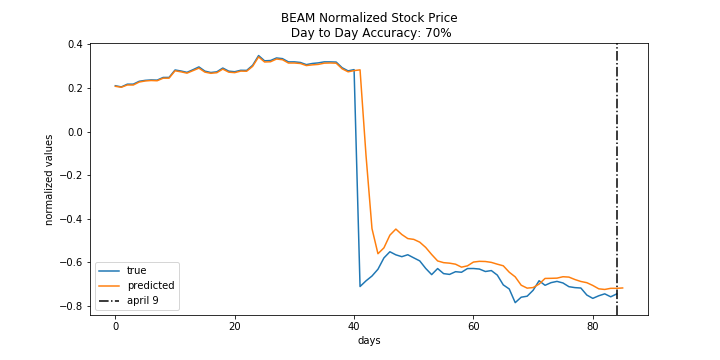 BEAM Normalized Stock Price
Day to Day Accuracy: 70%
normalized values
0.4
0.2
0.0
−0.2
−0.4
−0.6
−0.8
true
predicted
april 9
0 20 40 60 80
days